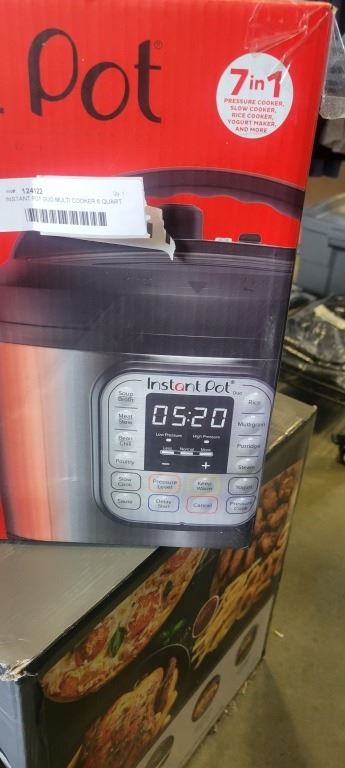 Pot®
7 in 1
PRESSURE COOKER,
SLOW COOKER,
RICE COOKER,
YOGURT MAKER,
AND MORE
124122
INSTANT POT DUO MULTI COOKER 6 QUART
Instant Pot® Duo
Soup Broth
Rice
05:20
Meat Stew
Multigrain
Low Pressure High Pressure
Bean Chili
Porridge
Less Normal More
Poultry
− +
Steam
Slow Cook
Pressure Level
Keep Warm
Yogurt
Sauté
Delay Start
Cancel
Pressure Cook